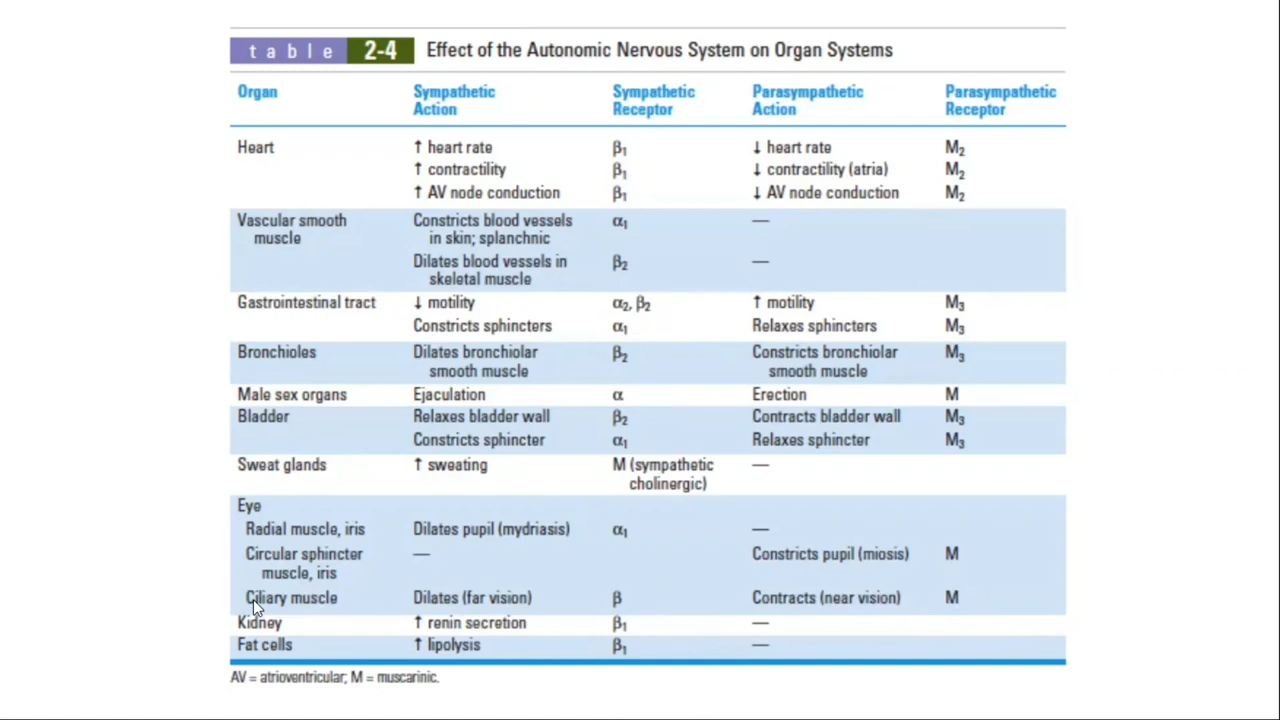 table 2-4 Effect of the Autonomic Nervous System on Organ Systems
Organ Sympathetic Action Sympathetic Receptor Parasympathetic Action Parasympathetic Receptor
Heart ↑ heart rate β1 ↓ heart rate M2
↑ contractility β1 ↓ contractility (atria) M2
↑ AV node conduction β1 ↓ AV node conduction M2
Vascular smooth muscle Constricts blood vessels in skin; splanchnic α1 —
Dilates blood vessels in skeletal muscle β2 —
Gastrointestinal tract ↓ motility α2, β2 ↑ motility M3
Constricts sphincters α1 Relaxes sphincters M3
Bronchioles Dilates bronchiolar smooth muscle β2 Constricts bronchiolar smooth muscle M3
Male sex organs Ejaculation α Erection M
Bladder Relaxes bladder wall β2 Contracts bladder wall M3
Constricts sphincter α1 Relaxes sphincter M3
Sweat glands ↑ sweating M (sympathetic cholinergic) —
Eye
Radial muscle, iris Dilates pupil (mydriasis) α1 —
Circular sphincter muscle, iris — Constricts pupil (miosis) M
Ciliary muscle Dilates (far vision) β Contracts (near vision) M
Kidney ↑ renin secretion β1 —
Fat cells ↑ lipolysis β1 —
AV = atrioventricular; M = muscarinic.